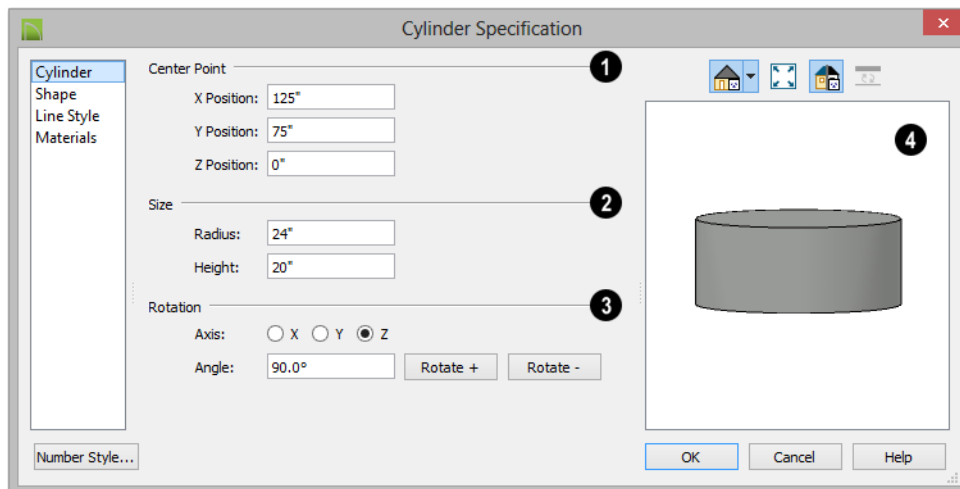 Cylinder Specification
Cylinder
Shape
Line Style
Materials
Center Point 1
X Position: 125"
Y Position: 75"
Z Position: 0"
Size 2
Radius: 24"
Height: 20"
Rotation 3
Axis: X Y Z
Angle: 90.0° Rotate + Rotate -
4
Number Style... OK Cancel Help